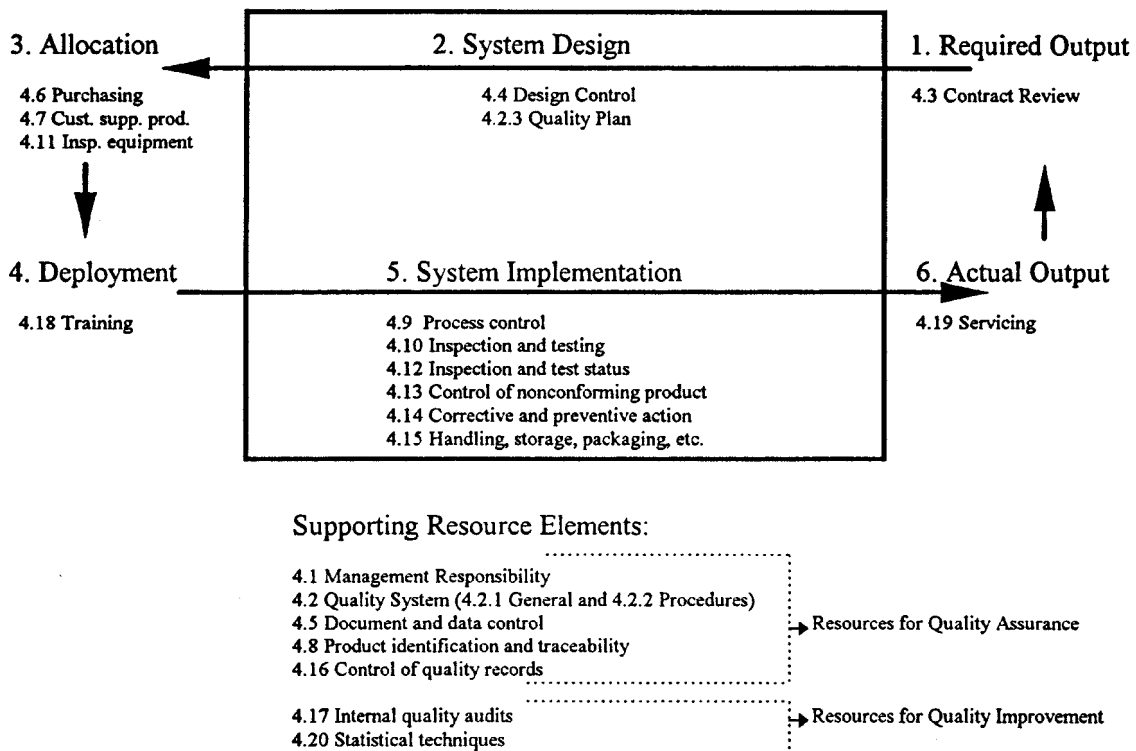 3. Allocation
2. System Design
1. Required Output
4.6 Purchasing
4.7 Cust. supp. prod.
4.11 Insp. equipment
4.4 Design Control
4.2.3 Quality Plan
4.3 Contract Review
4. Deployment
5. System Implementation
6. Actual Output
4.18 Training
4.9 Process control
4.10 Inspection and testing
4.12 Inspection and test status
4.13 Control of nonconforming product
4.14 Corrective and preventive action
4.15 Handling, storage, packaging, etc.
4.19 Servicing
Supporting Resource Elements:
4.1 Management Responsibility
4.2 Quality System (4.2.1 General and 4.2.2 Procedures)
4.5 Document and data control
4.8 Product identification and traceability
4.16 Control of quality records
Resources for Quality Assurance
4.17 Internal quality audits
4.20 Statistical techniques
Resources for Quality Improvement